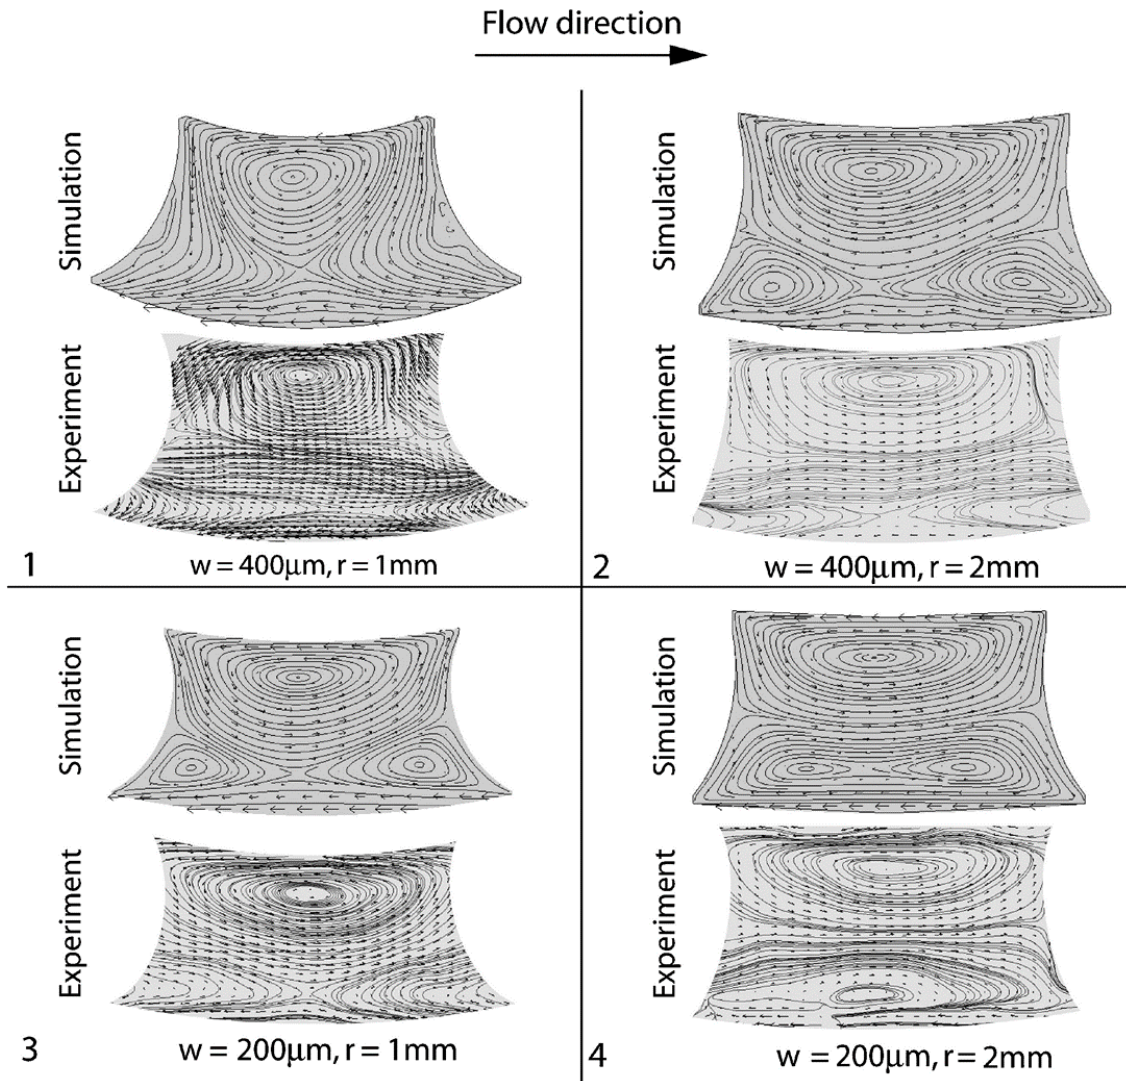 Flow direction
Simulation
Experiment
1
w = 400μm, r = 1mm
Simulation
Experiment
2
w = 400μm, r = 2mm
Simulation
Experiment
3
w = 200μm, r = 1mm
Simulation
Experiment
4
w = 200μm, r = 2mm